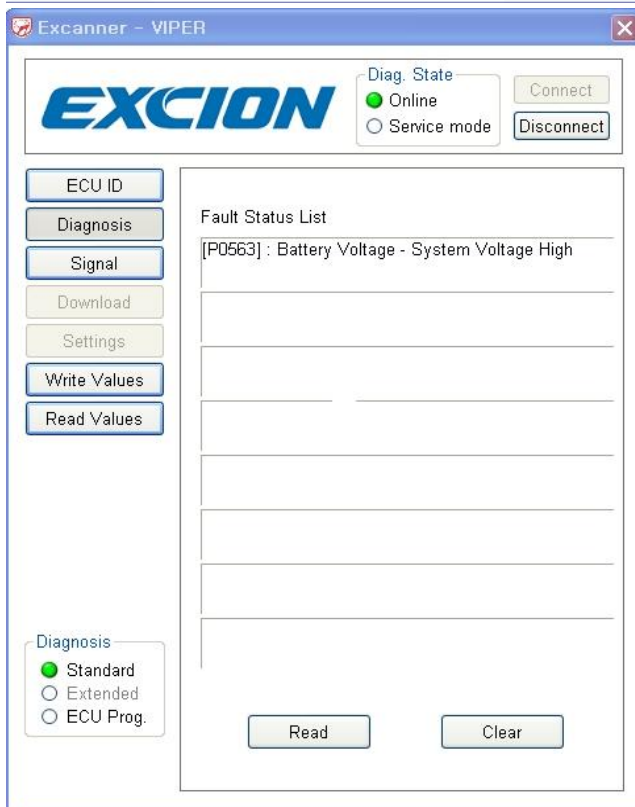 Excanner - VIPER
EXCION
Diag. State
Online
Service mode
Connect
Disconnect
ECU ID
Diagnosis
Signal
Download
Settings
Write Values
Read Values
Fault Status List
[P0563] : Battery Voltage - System Voltage High
Diagnosis
Standard
Extended
ECU Prog.
Read
Clear